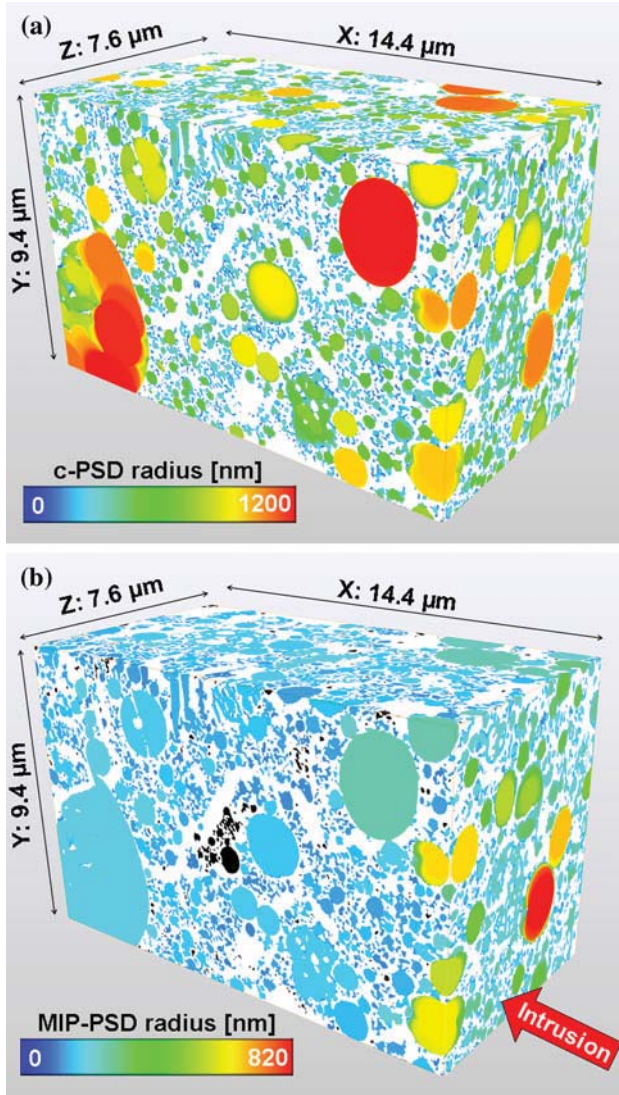 (a)
Z: 7.6 µm
X: 14.4 µm
Y: 9.4 µm
c-PSD radius [nm]
0
1200
(b)
Z: 7.6 µm
X: 14.4 µm
Y: 9.4 µm
MIP-PSD radius [nm]
0
820
Intrusion